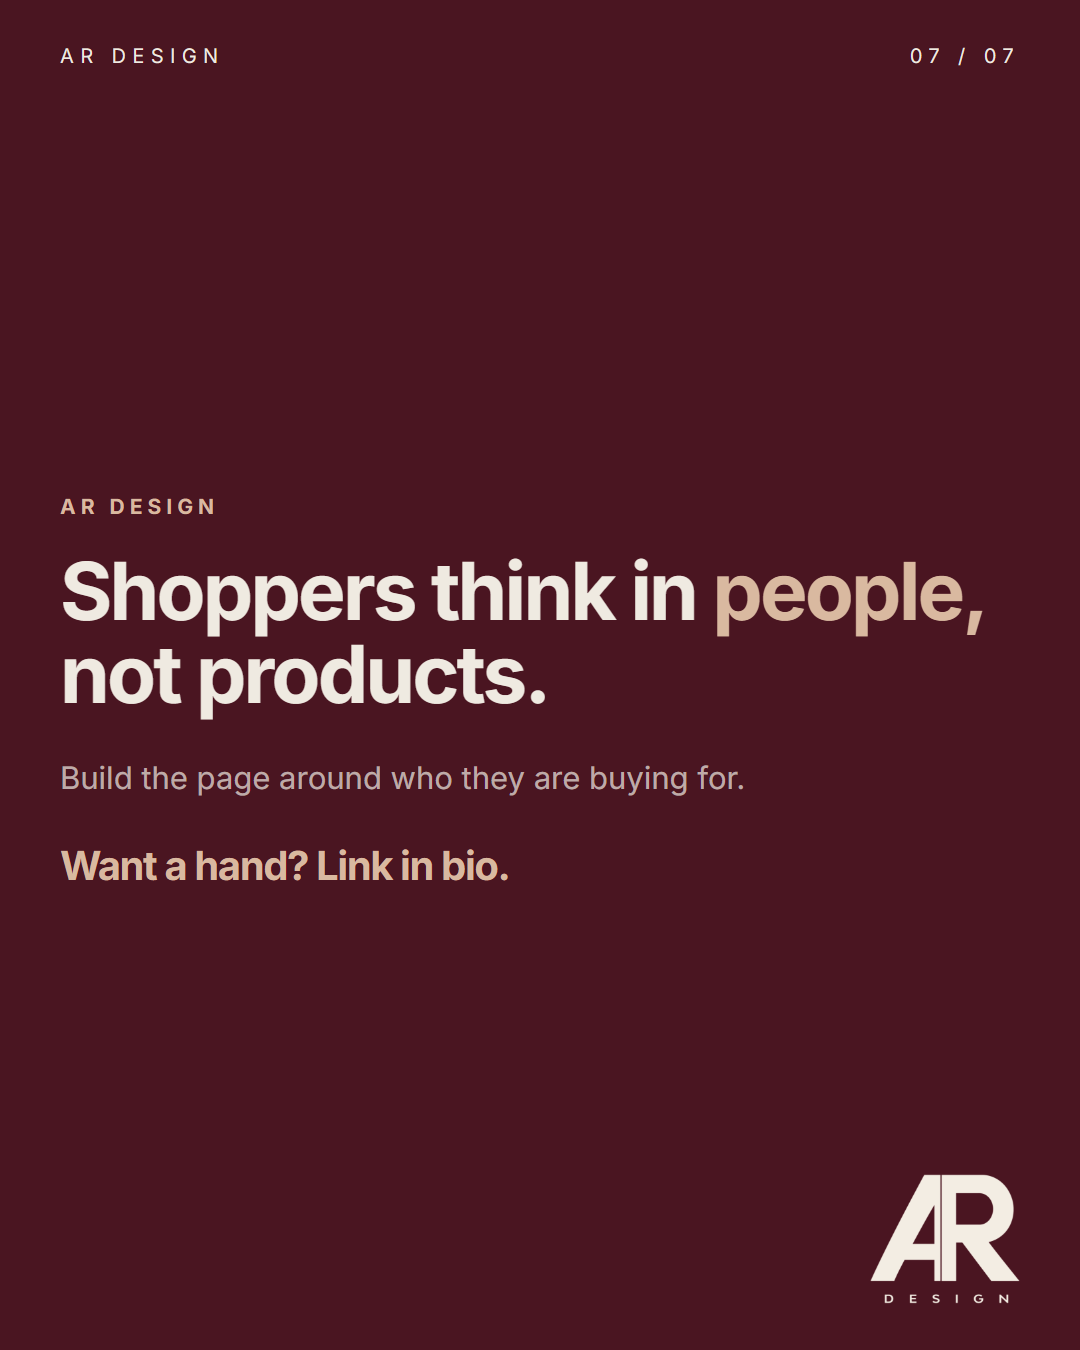 AR DESIGN
07 / 07
AR DESIGN
Shoppers think in people,
not products.
Build the page around who they are buying for.
Want a hand? Link in bio.
AR
DESIGN